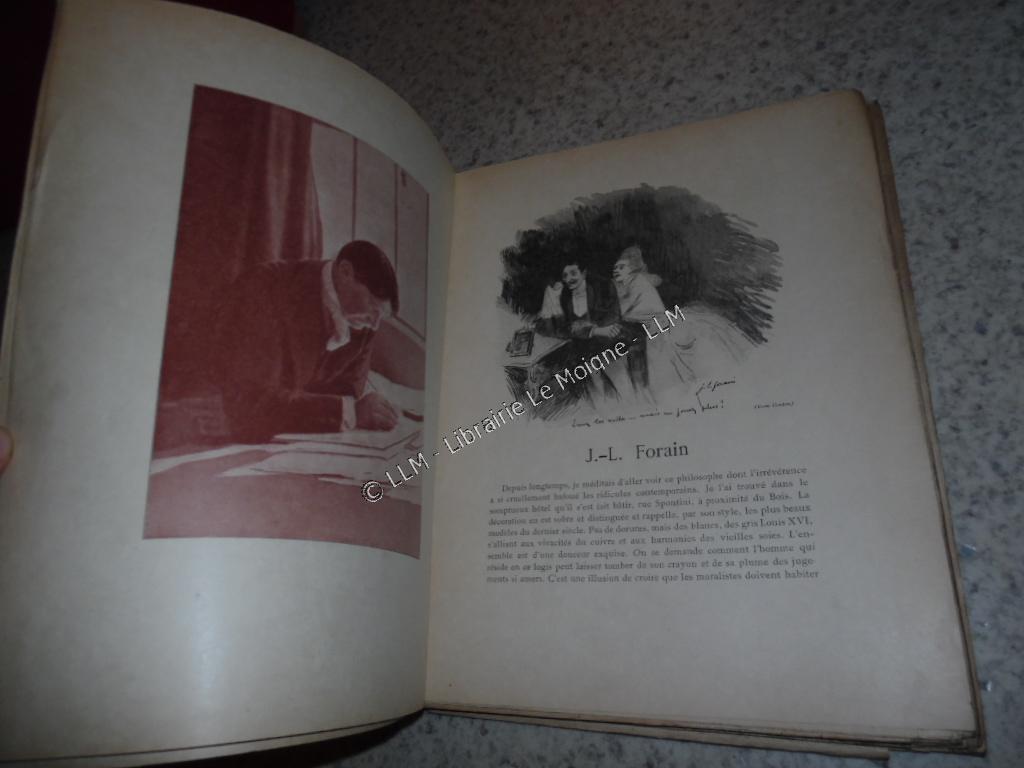 J. L. Forain
J.-L. Forain
Depuis longtemps, je méditais d'aller voir ce philosophe dont l'irrévérence
a si cruellement bafoué les ridicules contemporains. Je l'ai trouvé dans le
somptueux hôtel qu'il s'est fait bâtir, rue Spontini, à proximité du Bois. La
décoration en est sobre et distinguée et rappelle, par son style, les plus beaux
modèles du dernier siècle. Pas de dorures, mais des blancs, des gris Louis XVI,
s'alliant aux vivacités du cuivre et aux harmonies des vieilles soies. L'en-
semble est d'une douceur exquise. On se demande comment l'homme qui
réside en ce logis peut laisser tomber de son crayon et de sa plume des juge-
ments si amers. C'est une illusion de croire que les moralistes doivent habiter
© LLM - Librairie Le Moigne - LLM